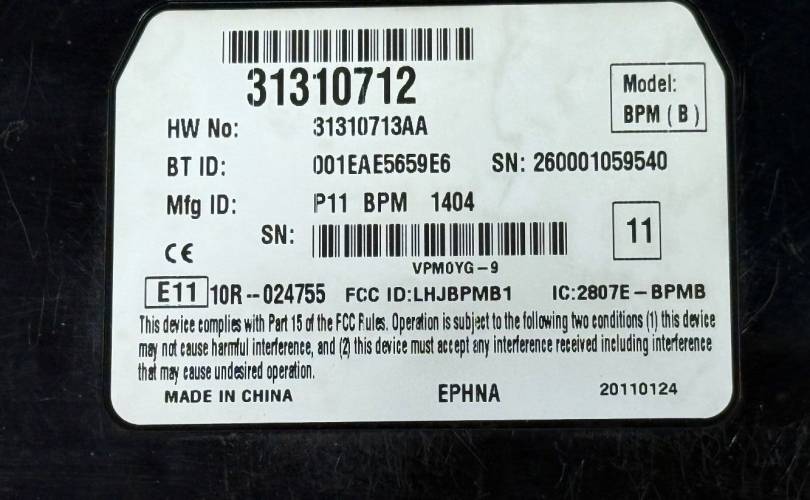 31310712
Model:
BPM ( B )
HW No: 31310713AA
BT ID: 001EAE5659E6 SN: 260001059540
Mfg ID: P11 BPM 1404
SN:
11
VPM0YG-9
CE
E11 10R--024755 FCC ID:LHJBPMB1 IC:2807E-BPMB
This device complies with Part 15 of the FCC Rules. Operation is subject to the following two conditions (1) this device
may not cause harmful interference, and (2) this device must accept any interference received including interference
that may cause undesired operation.
MADE IN CHINA EPHNA 20110124